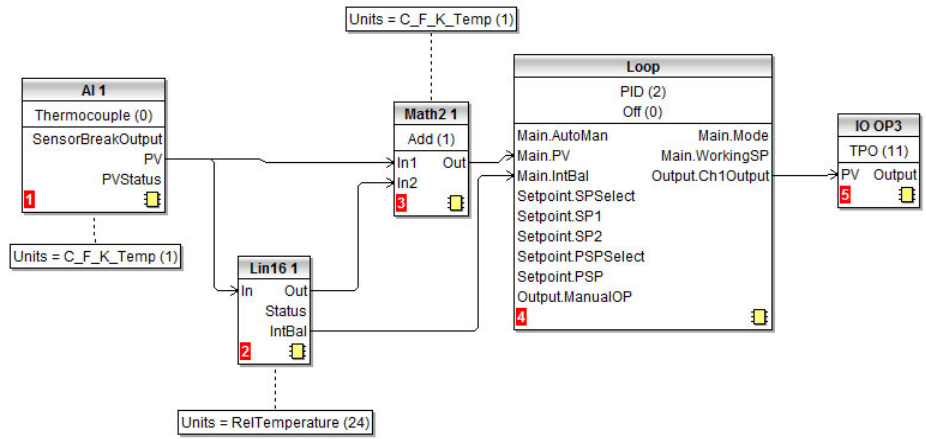 Units = C_F_K_Temp (1)
AI 1
Thermocouple (0)
SensorBreakOutput
PV
PVStatus
1
Units = C_F_K_Temp (1)
Lin16 1
In Out
Status
IntBal
2
Units = RelTemperature (24)
Math2 1
Add (1)
In1 Out
In2
3
Loop
PID (2)
Off (0)
Main.AutoMan Main.Mode
Main.PV Main.WorkingSP
Main.IntBal Output.Ch1Output
Setpoint.SPSelect
Setpoint.SP1
Setpoint.SP2
Setpoint.PSPSelect
Setpoint.PSP
Output.ManualOP
4
IO OP3
TPO (11)
PV Output
5